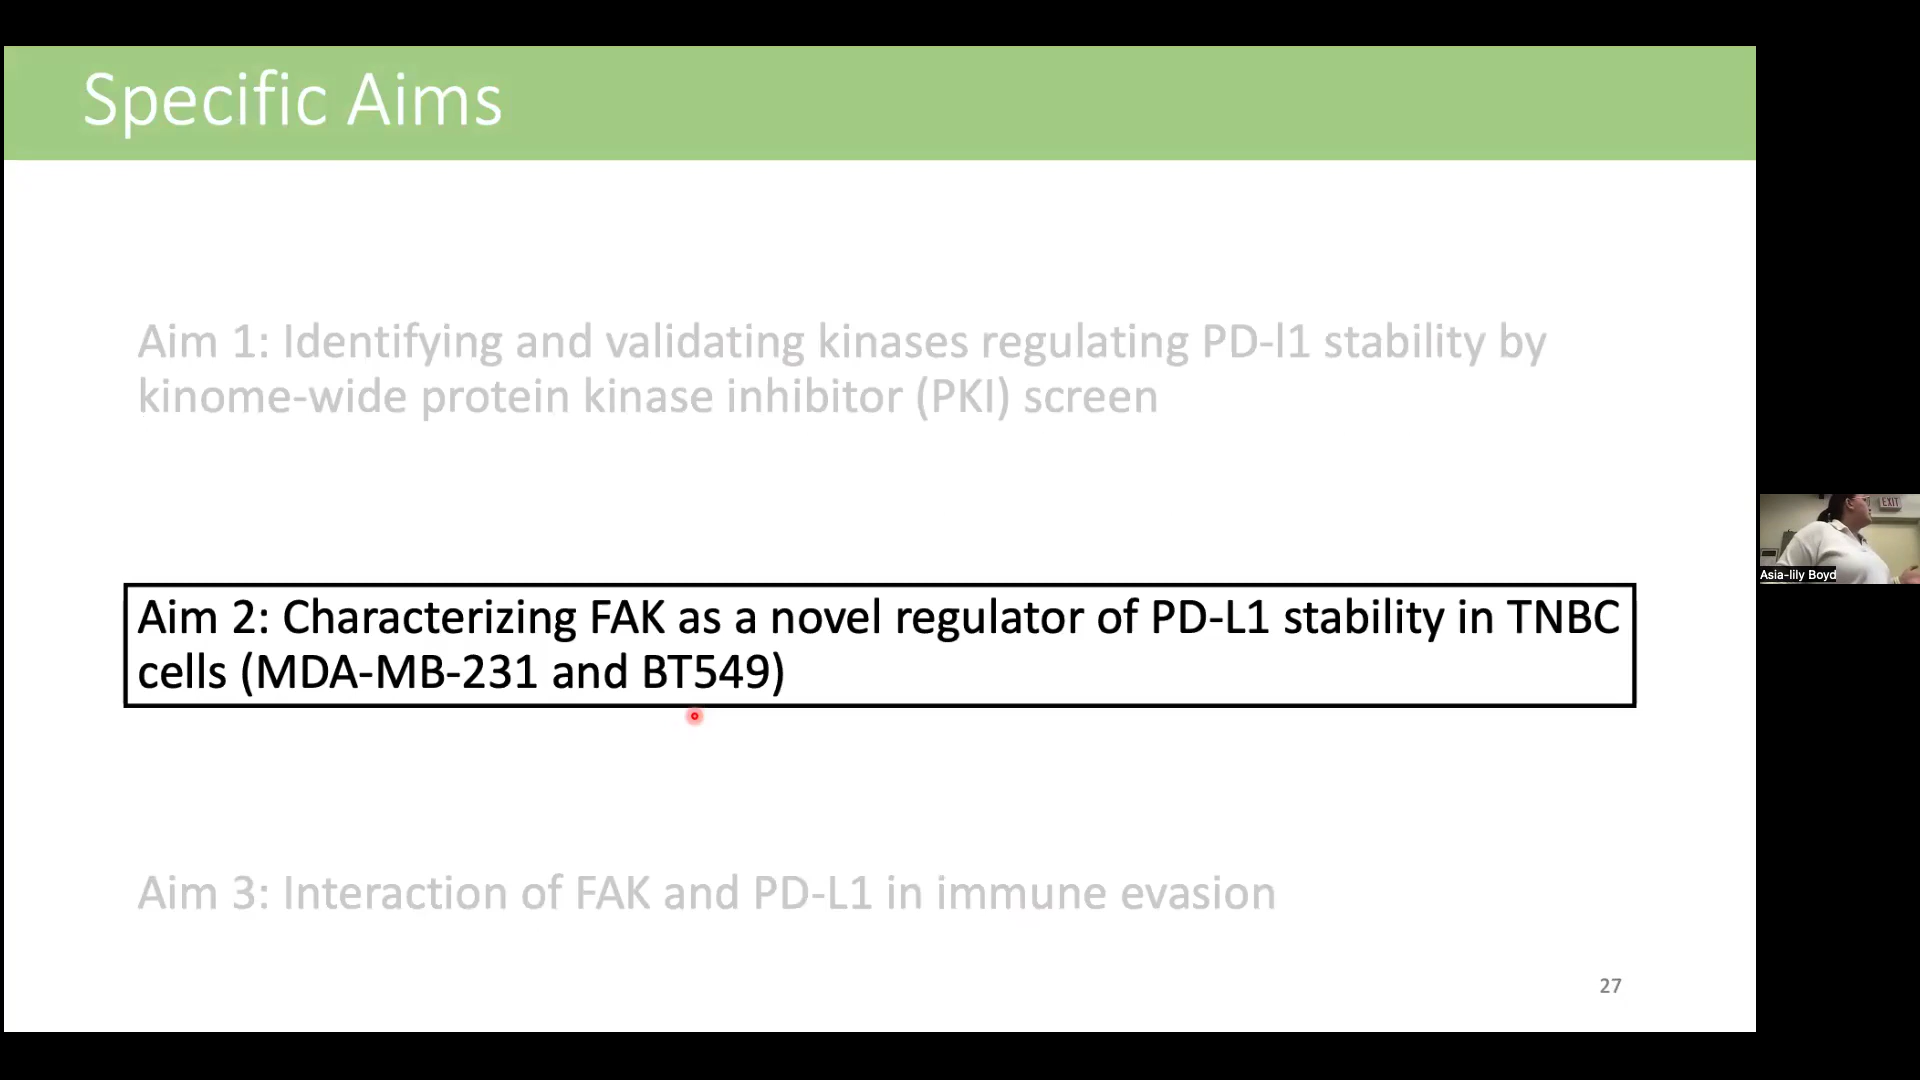 Specific Aims
Aim 1: Identifying and validating kinases regulating PD-l1 stability by
kinome-wide protein kinase inhibitor (PKI) screen
EXIT
Aim 2: Characterizing FAK as a novel regulator of PD-L1 stability in TNBC
cells (MDA-MB-231 and BT549)
Asia-lily Boyd
Aim 3: Interaction of FAK and PD-L1 in immune evasion
27